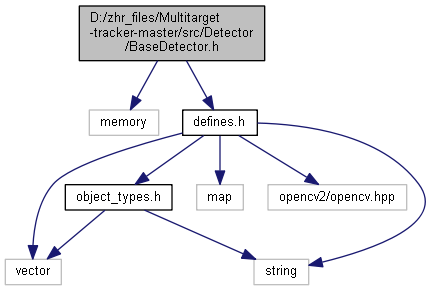 D:/zhr_files/Multitarget
-tracker-master/src/Detector
/BaseDetector.h
memory
defines.h
object_types.h
map
opencv2/opencv.hpp
vector
string